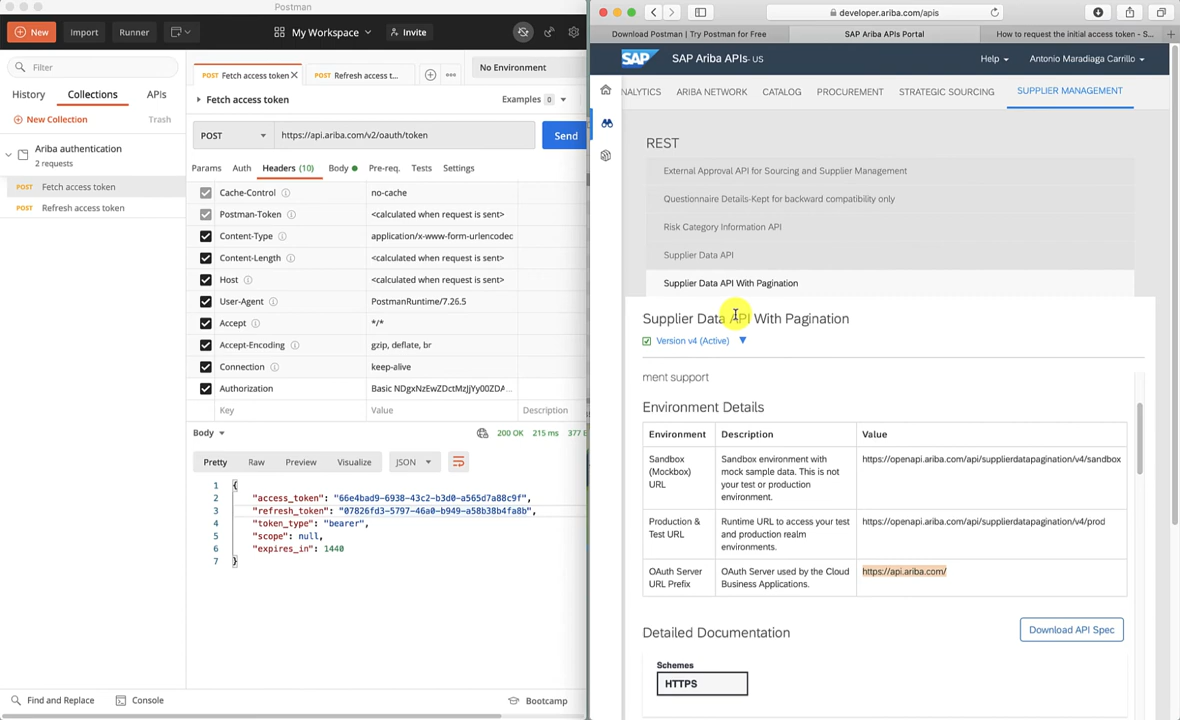 Postman
New
Import
Runner
My Workspace
Invite
Filter
History
Collections
APIs
New Collection
Trash
Ariba authentication
2 requests
POST Fetch access token
POST Refresh access token
POST Fetch access token
POST Refresh access t...
No Environment
Fetch access token
Examples 0
POST
https://api.ariba.com/v2/oauth/token
Send
Params
Auth
Headers (10)
Body
Pre-req.
Tests
Settings
Cache-Control no-cache
Postman-Token <calculated when request is sent>
Content-Type application/x-www-form-urlencoded
Content-Length <calculated when request is sent>
Host <calculated when request is sent>
User-Agent PostmanRuntime/7.26.5
Accept */*
Accept-Encoding gzip, deflate, br
Connection keep-alive
Authorization
Key Value Description
Body
200 OK 215 ms 377
Pretty
Raw
Preview
Visualize
JSON
1 {
2 "access_token": "66e4bad9-6938-43c2-b3d0-a565d7a88c9f",
3 "refresh_token": "07826fd3-5797-46a0-b949-a58b38b4fa8b",
4 "token_type": "bearer",
5 "scope": null,
6 "expires_in": 1440
7 }
Find and Replace
Console
Bootcamp
developer.ariba.com/apis
Download Postman | Try Postman for Free
SAP Ariba APIs Portal
How to request the initial access token - S...
SAP
SAP Ariba APIs- US
Help
Antonio Maradiaga Carrillo
NALYTICS
ARIBA NETWORK
CATALOG
PROCUREMENT
STRATEGIC SOURCING
SUPPLIER MANAGEMENT
REST
External Approval API for Sourcing and Supplier Management
Questionnaire Details-Kept for backward compatibility only
Risk Category Information API
Supplier Data API
Supplier Data API With Pagination
Supplier Data API With Pagination
Version v4 (Active)
ment support
Environment Details
Environment Description Value
Sandbox
(Mockbox)
URL
Sandbox environment with
mock sample data. This is not
your test or production
environment.
https://openapi.ariba.com/api/supplierdatapagination/v4/sandbox
Production &
Test URL
Runtime URL to access your test
and production realm
environments.
https://openapi.ariba.com/api/supplierdatapagination/v4/prod
OAuth Server
URL Prefix
OAuth Server used by the Cloud
Business Applications.
https://api.ariba.com/
Detailed Documentation
Download API Spec
Schemes
HTTPS